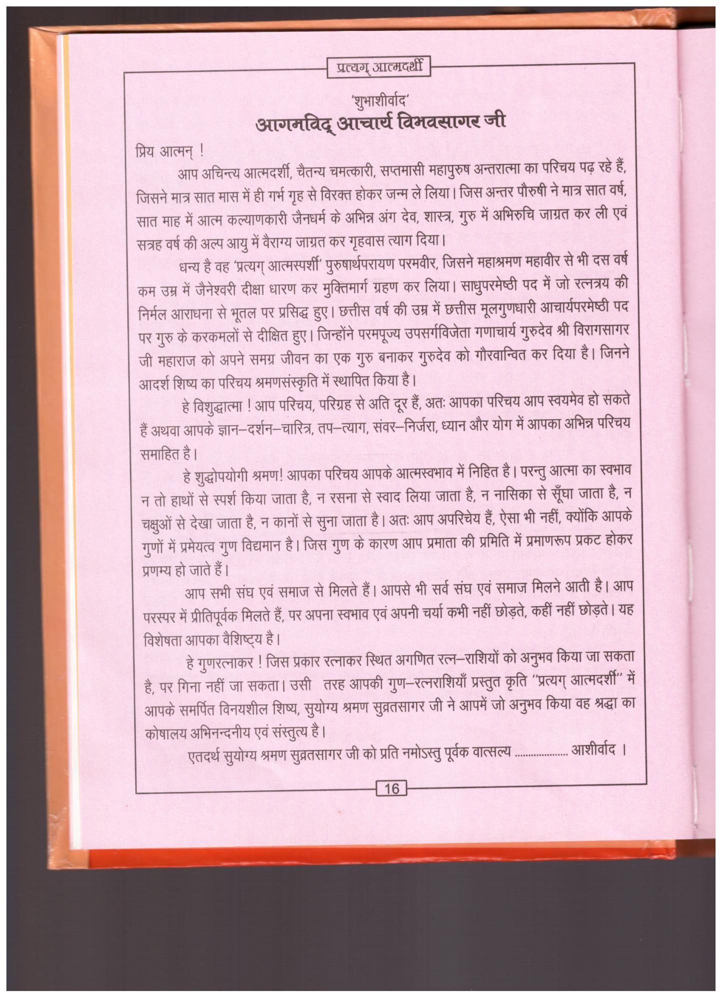 प्रत्यग् आत्मदर्शी
‘शुभाशीर्वाद’
आगमविद् आचार्य विभवसागर जी
प्रिय आत्मन् !
आप अचिन्त्य आत्मदर्शी, चैतन्य चमत्कारी, सप्तमासी महापुरुष अन्तरात्मा का परिचय पढ़ रहे हैं,
जिसने मात्र सात मास में ही गर्भ गृह से विरक्त होकर जन्म ले लिया। जिस अन्तर पौरुषी ने मात्र सात वर्ष,
सात माह में आत्म कल्याणकारी जैनधर्म के अभिन्न अंग देव, शास्त्र, गुरु में अभिरुचि जाग्रत कर ली एवं
सत्रह वर्ष की अल्प आयु में वैराग्य जाग्रत कर गृहवास त्याग दिया।
धन्य है वह ‘प्रत्यग् आत्मस्पर्शी’ पुरुषार्थपरायण परमवीर, जिसने महाश्रमण महावीर से भी दस वर्ष
कम उम्र में जैनेश्वरी दीक्षा धारण कर मुक्तिमार्ग ग्रहण कर लिया। साधुपरमेष्ठी पद में जो रत्नत्रय की
निर्मल आराधना से भूतल पर प्रसिद्ध हुए। छत्तीस वर्ष की उम्र में छत्तीस मूलगुणधारी आचार्यपरमेष्ठी पद
पर गुरु के करकमलों से दीक्षित हुए। जिन्होंने परमपूज्य उपसर्गविजेता गणाचार्य गुरुदेव श्री विरागसागर
जी महाराज को अपने समग्र जीवन का एक गुरु बनाकर गुरुदेव को गौरवान्वित कर दिया है। जिनने
आदर्श शिष्य का परिचय श्रमणसंस्कृति में स्थापित किया है।
हे विशुद्धात्मा ! आप परिचय, परिग्रह से अति दूर हैं, अतः आपका परिचय आप स्वयमेव हो सकते
हैं अथवा आपके ज्ञान–दर्शन–चारित्र, तप–त्याग, संवर–निर्जरा, ध्यान और योग में आपका अभिन्न परिचय
समाहित है।
हे शुद्धोपयोगी श्रमण! आपका परिचय आपके आत्मस्वभाव में निहित है। परन्तु आत्मा का स्वभाव
न तो हाथों से स्पर्श किया जाता है, न रसना से स्वाद लिया जाता है, न नासिका से सूँघा जाता है, न
चक्षुओं से देखा जाता है, न कानों से सुना जाता है। अतः आप अपरिचेय हैं, ऐसा भी नहीं, क्योंकि आपके
गुणों में प्रमेयत्व गुण विद्यमान है। जिस गुण के कारण आप प्रमाता की प्रमिति में प्रमाणरूप प्रकट होकर
प्रणम्य हो जाते हैं।
आप सभी संघ एवं समाज से मिलते हैं। आपसे भी सर्व संघ एवं समाज मिलने आती है। आप
परस्पर में प्रीतिपूर्वक मिलते हैं, पर अपना स्वभाव एवं अपनी चर्या कभी नहीं छोड़ते, कहीं नहीं छोड़ते। यह
विशेषता आपका वैशिष्ट्य है।
हे गुणरत्नाकर ! जिस प्रकार रत्नाकर स्थित अगणित रत्न–राशियों को अनुभव किया जा सकता
है, पर गिना नहीं जा सकता। उसी तरह आपकी गुण–रत्नराशियाँ प्रस्तुत कृति “प्रत्यग् आत्मदर्शी” में
आपके समर्पित विनयशील शिष्य, सुयोग्य श्रमण सुव्रतसागर जी ने आपमें जो अनुभव किया वह श्रद्धा का
कोषालय अभिनन्दनीय एवं संस्तुत्य है।
एतदर्थ सुयोग्य श्रमण सुव्रतसागर जी को प्रति नमोऽस्तु पूर्वक वात्सल्य .................... आशीर्वाद ।
16